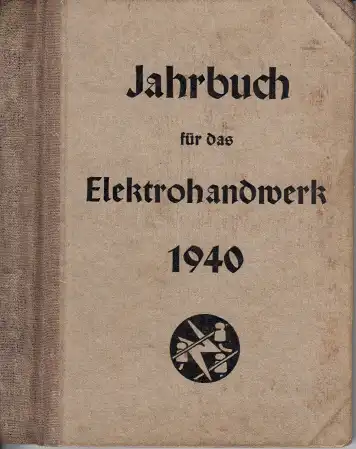 Jahrbuch
für das
Elektrohandwerk
1940